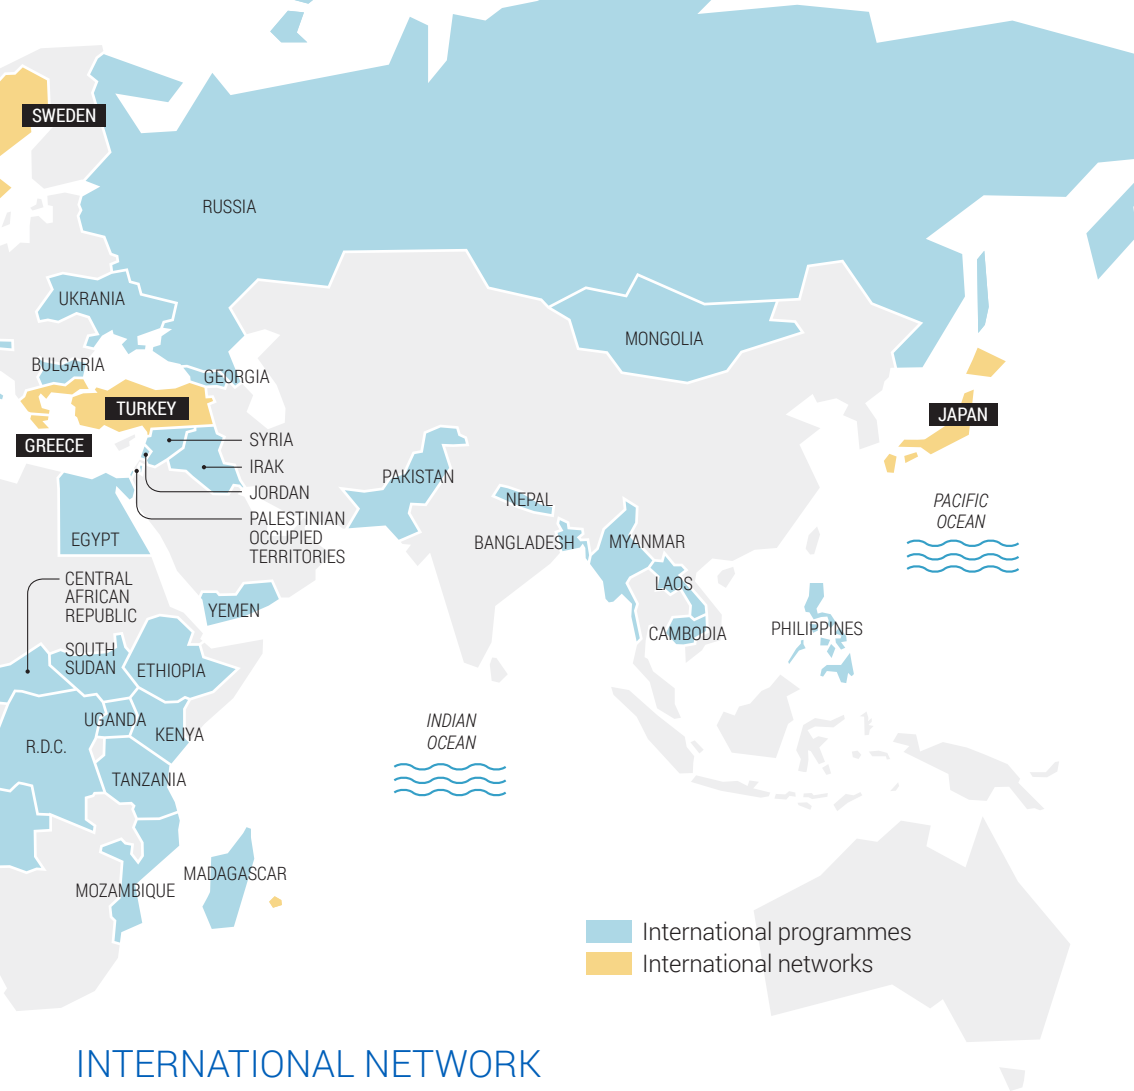 SWEDEN
RUSSIA
UKRANIA
MONGOLIA
BULGARIA
GEORGIA
TURKEY
JAPAN
GREECE
SYRIA
IRAK
PAKISTAN
JORDAN
NEPAL
PACIFIC
OCEAN
PALESTINIAN
OCCUPIED
TERRITORIES
EGYPT
BANGLADESH
MYANMAR
CENTRAL
AFRICAN
REPUBLIC
LAOS
YEMEN
PHILIPPINES
CAMBODIA
SOUTH
SUDAN
ETHIOPIA
UGANDA
KENYA
INDIAN
OCEAN
R.D.C.
TANZANIA
MADAGASCAR
MOZAMBIQUE
International programmes
International networks
INTERNATIONAL NETWORK